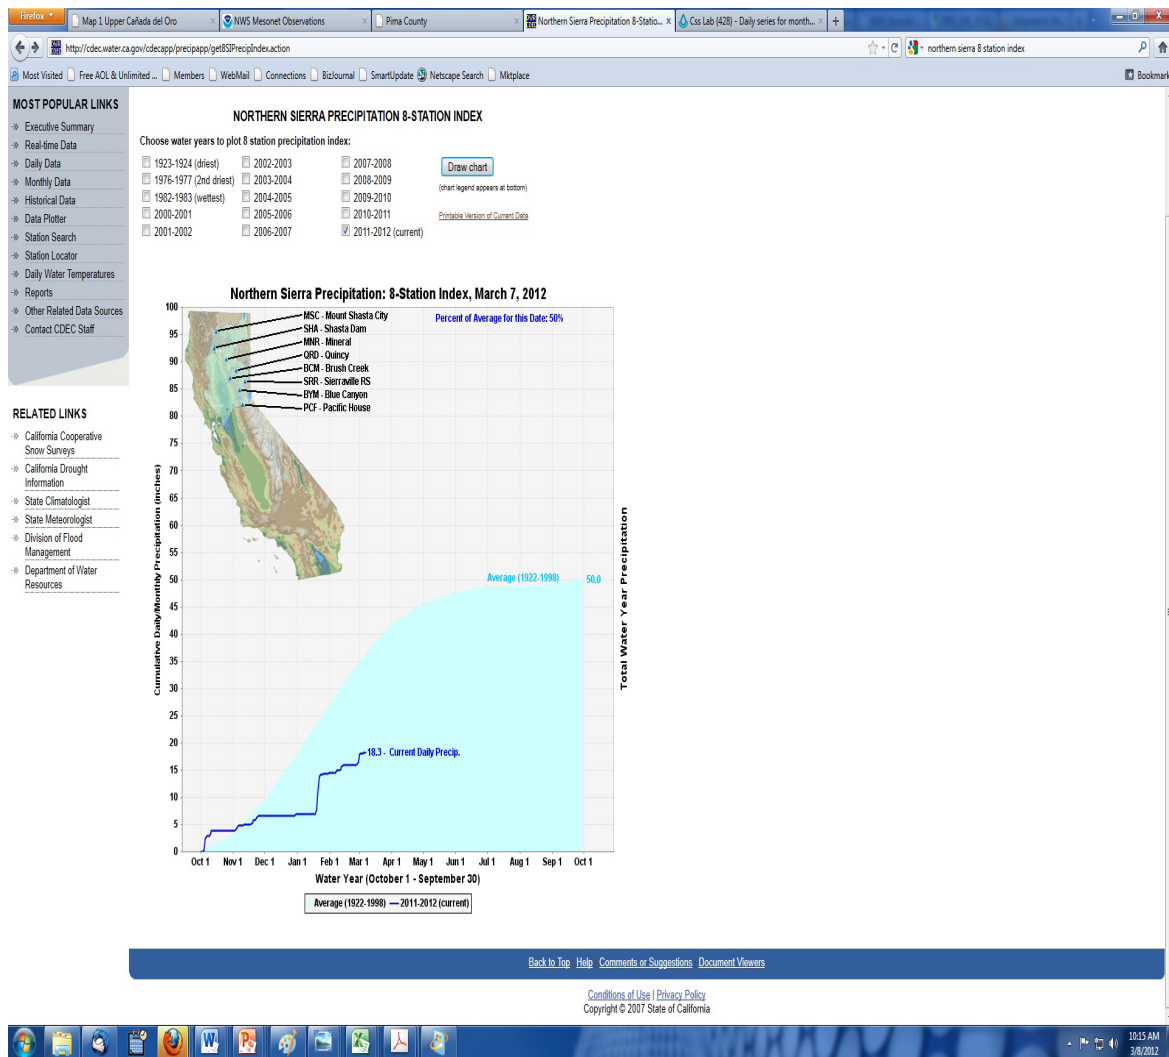 Firefox
Map 1 Upper Cañada del Oro
NWS Mesonet Observations
Pima County
Northern Sierra Precipitation 8-Statio...
Css Lab (428) - Daily series for month...
http://cdec.water.ca.gov/cdecapp/precipapp/get8SIPrecipIndex.action
northern sierra 8 station index
Most Visited
Free AOL & Unlimited ...
Members
WebMail
Connections
BizJournal
SmartUpdate
Netscape Search
Mktplace
Bookmark
MOST POPULAR LINKS
Executive Summary
Real-time Data
Daily Data
Monthly Data
Historical Data
Data Plotter
Station Search
Station Locator
Daily Water Temperatures
Reports
Other Related Data Sources
Contact CDEC Staff
RELATED LINKS
California Cooperative
Snow Surveys
California Drought
Information
State Climatologist
State Meteorologist
Division of Flood
Management
Department of Water
Resources
NORTHERN SIERRA PRECIPITATION 8-STATION INDEX
Choose water years to plot 8 station precipitation index:
1923-1924 (driest)
1976-1977 (2nd driest)
1982-1983 (wettest)
2000-2001
2001-2002
2002-2003
2003-2004
2004-2005
2005-2006
2006-2007
2007-2008
2008-2009
2009-2010
2010-2011
2011-2012 (current)
Draw chart
(chart legend appears at bottom)
Printable Version of Current Data
Northern Sierra Precipitation: 8-Station Index, March 7, 2012
Percent of Average for this Date: 50%
MSC - Mount Shasta City
SHA - Shasta Dam
MNR - Mineral
QRD - Quincy
BCM - Brush Creek
SRR - Sierraville RS
BYM - Blue Canyon
PCF - Pacific House
Cumulative Daily/Monthly Precipitation (inches)
100
95
90
85
80
75
70
65
60
55
50
45
40
35
30
25
20
15
10
5
0
Average (1922-1998)
50.0
18.3 - Current Daily Precip.
Total Water Year Precipitation
Oct 1 Nov 1 Dec 1 Jan 1 Feb 1 Mar 1 Apr 1 May 1 Jun 1 Jul 1 Aug 1 Sep 1 Oct 1
Water Year (October 1 - September 30)
Average (1922-1998) 2011-2012 (current)
Back to Top Help Comments or Suggestions Document Viewers
Conditions of Use | Privacy Policy
Copyright © 2007 State of California
10:15 AM
3/8/2012